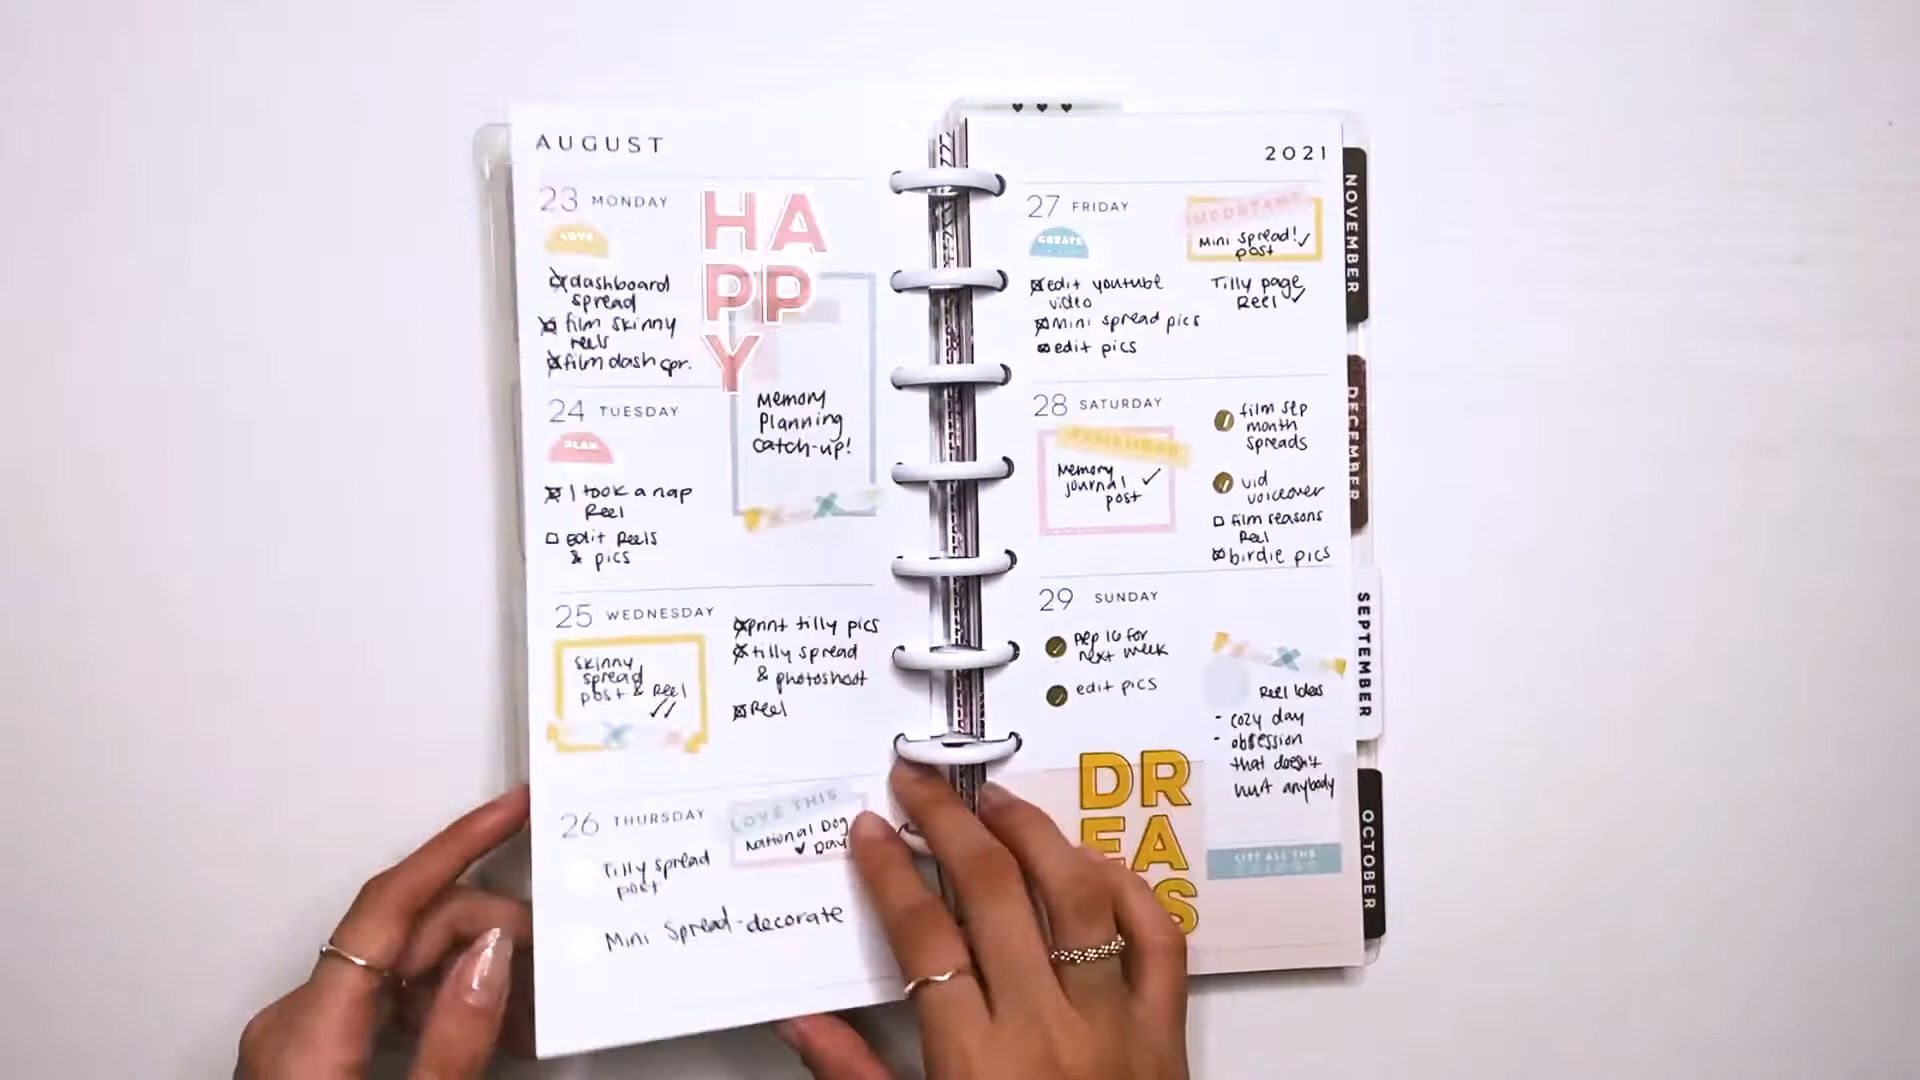 AUGUST
23 MONDAY
LOVE
HA
PP
Y
dashboard
spread
film skinny
reels
film dash spr.
Memory
Planning
catch-up!
24 TUESDAY
PLAN
I took a nap
Reel
edit Reels
& pics
25 WEDNESDAY
Skinny
spread
post & Reel
print tilly pics
tilly spread
& photoshoot
Reel
26 THURSDAY
LOVE THIS
National Dog
Day
Tilly spread
post
Mini Spread-decorate
2021
27 FRIDAY
CREATE
IMPORTANT
Mini spread!
post
edit youtube
video
Mini spread pics
edit pics
Tilly page
Reel
28 SATURDAY
REMEMBER
Memory
journal
post
film sep
month
spreads
vid
voiceover
film reasons
Reel
birdie pics
29 SUNDAY
prep IG for
next week
edit pics
Reel Ideas
- cozy day
- obsession
that doesn't
hurt anybody
DR
EA
S
LIST ALL THE
NOVEMBER
DECEMBER
SEPTEMBER
OCTOBER